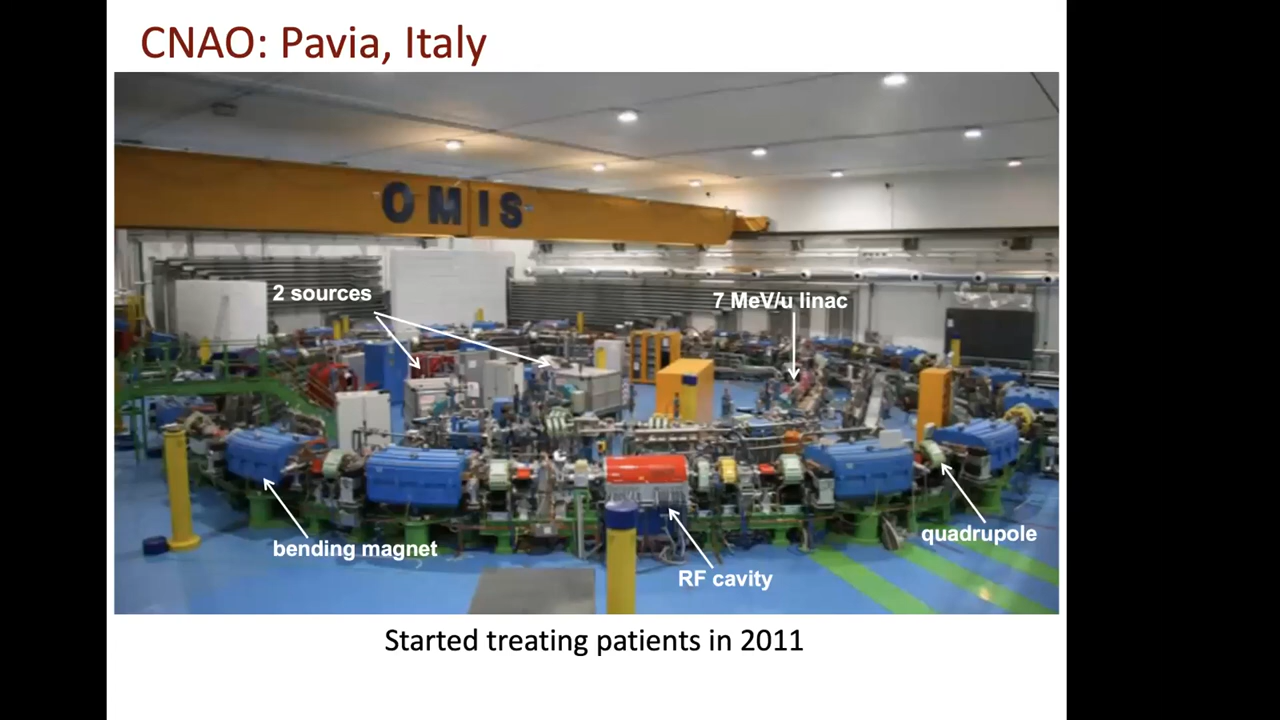 CNAO: Pavia, Italy
OMIS
2 sources
7 MeV/u linac
bending magnet
quadrupole
RF cavity
Started treating patients in 2011